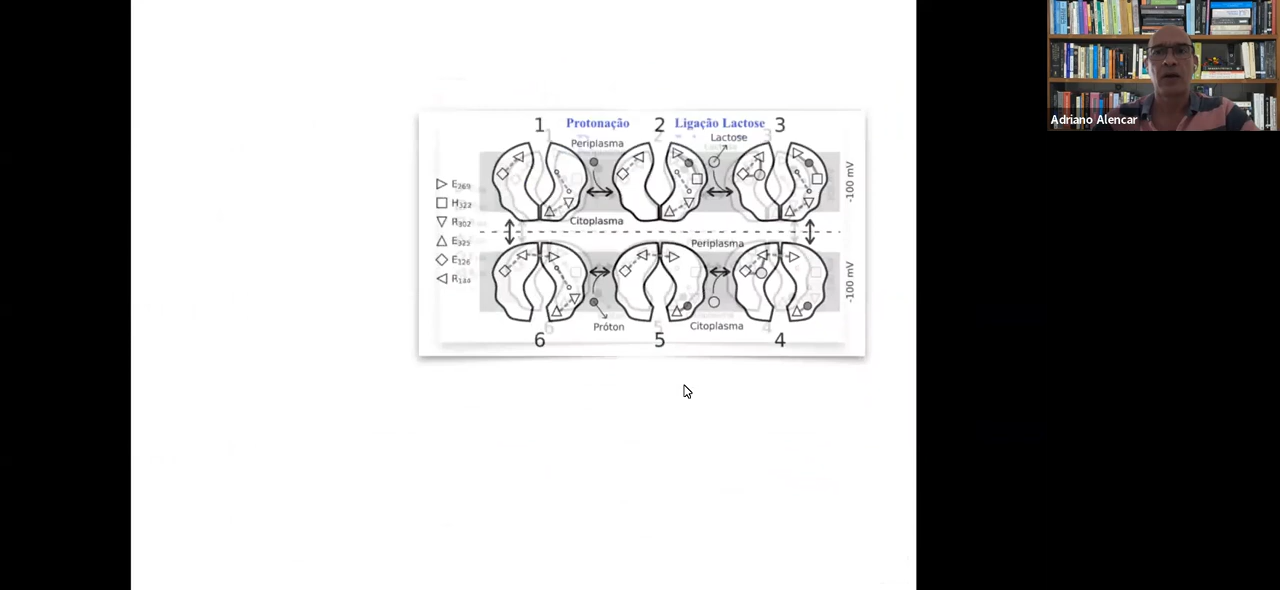 1 Protonação 2 Ligação Lactose 3
Periplasma
Lactose
E269
H322
R302
E325
E126
R144
Citoplasma
-100 mV
Periplasma
-100 mV
Próton
Citoplasma
6 5 4
Adriano Alencar